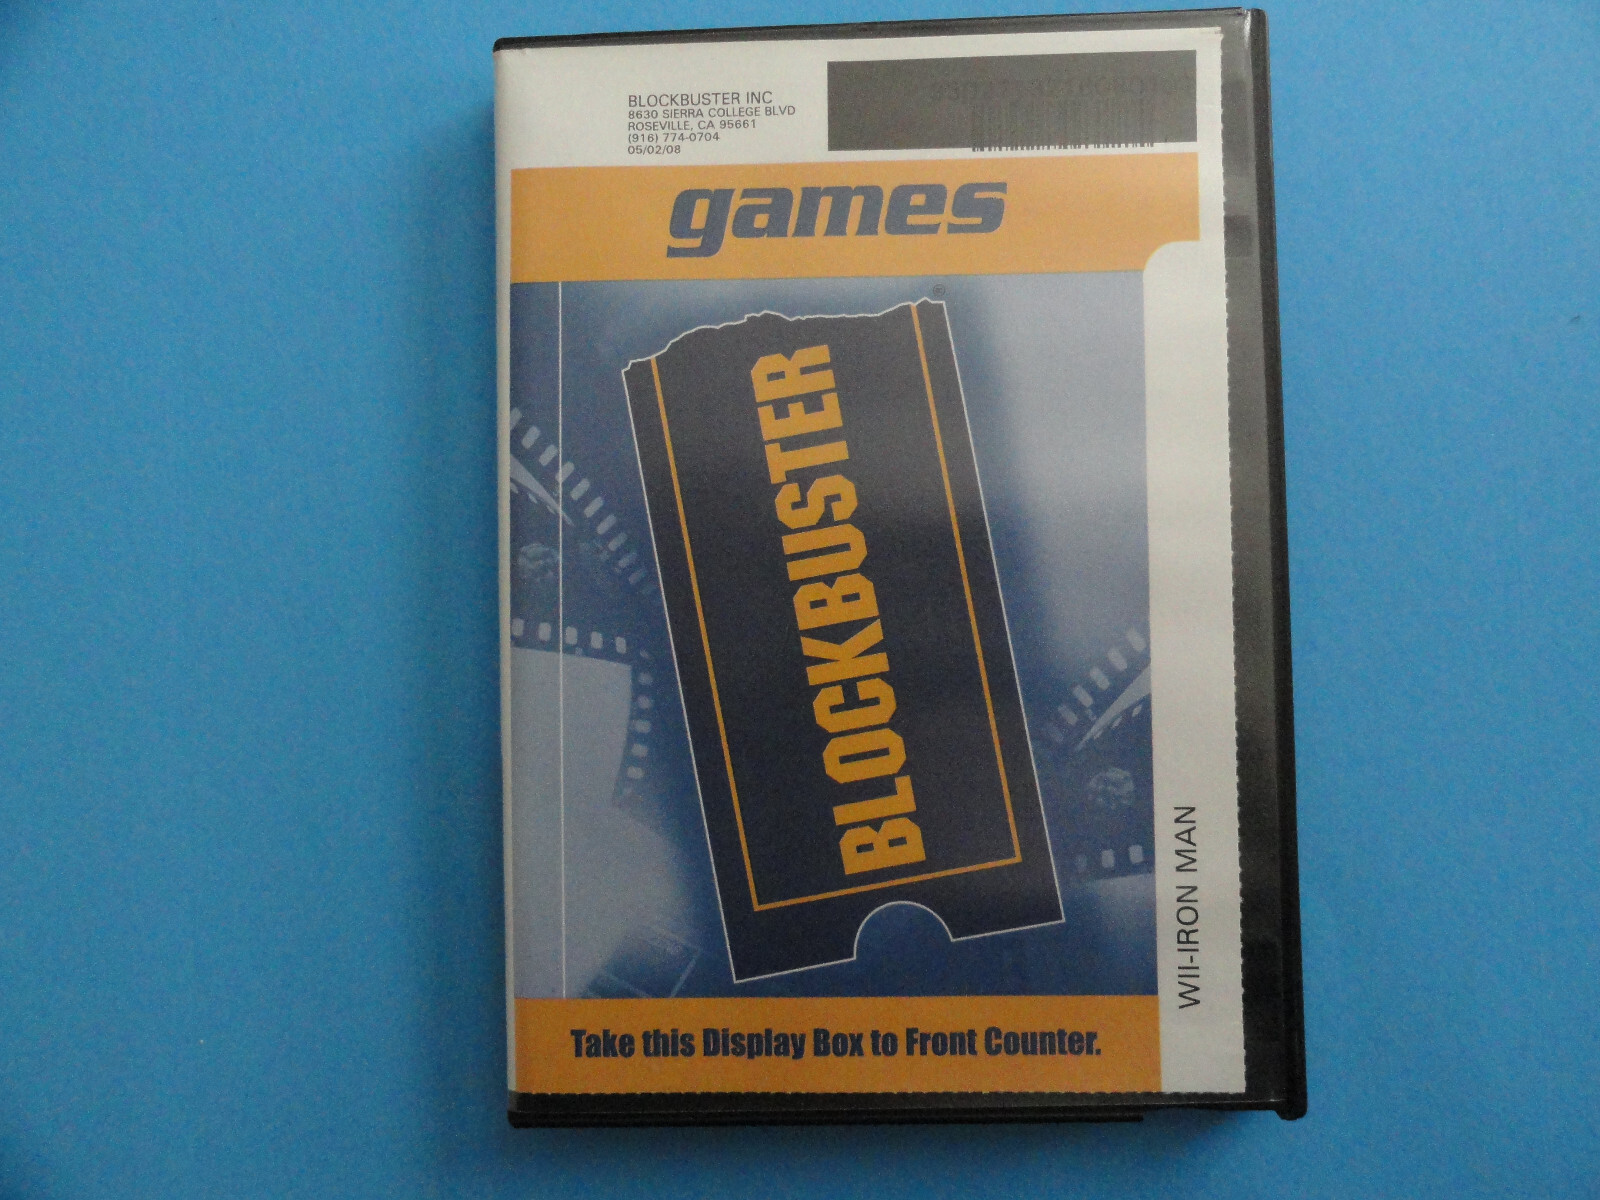 BLOCKBUSTER INC
8630 SIERRA COLLEGE BLVD
ROSEVILLE, CA 95661
(916) 774-0704
05/02/08
games
®
BLOCKBUSTER
WII-IRON MAN
Take this Display Box to Front Counter.